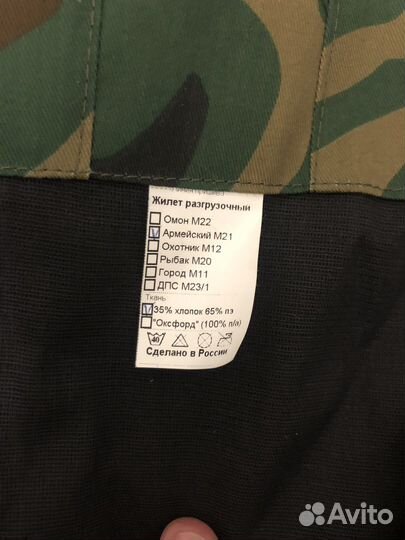 Жилет разгрузочный
Омон М22
Армейский М21
Охотник М12
Рыбак М20
Город М11
ДПС М23/1
Ткань
35% хлопок 65% пэ
"Оксфорд" (100% п/э)
40
Сделано в России
Avito